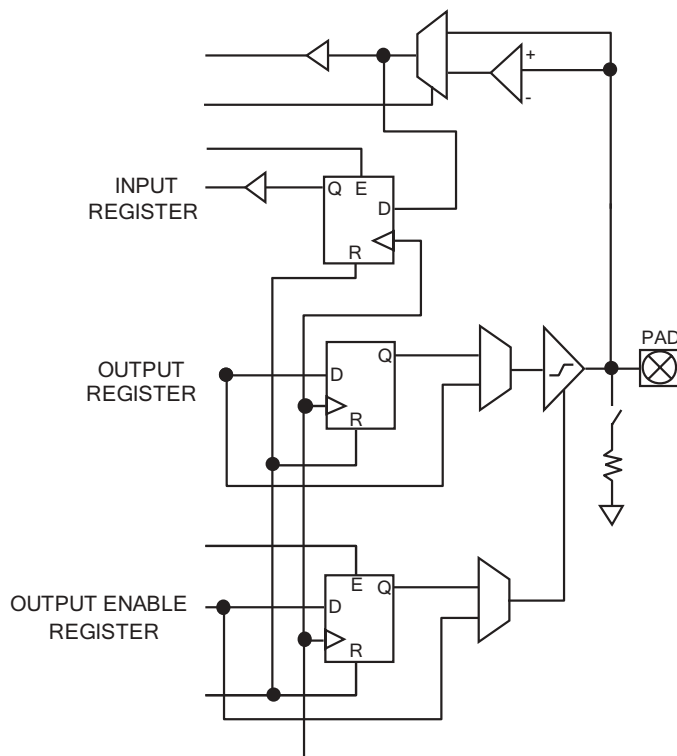 +
-
INPUT
REGISTER
Q E
D
R
PAD
OUTPUT
REGISTER
Q
D
R
OUTPUT ENABLE
REGISTER
E Q
D
R